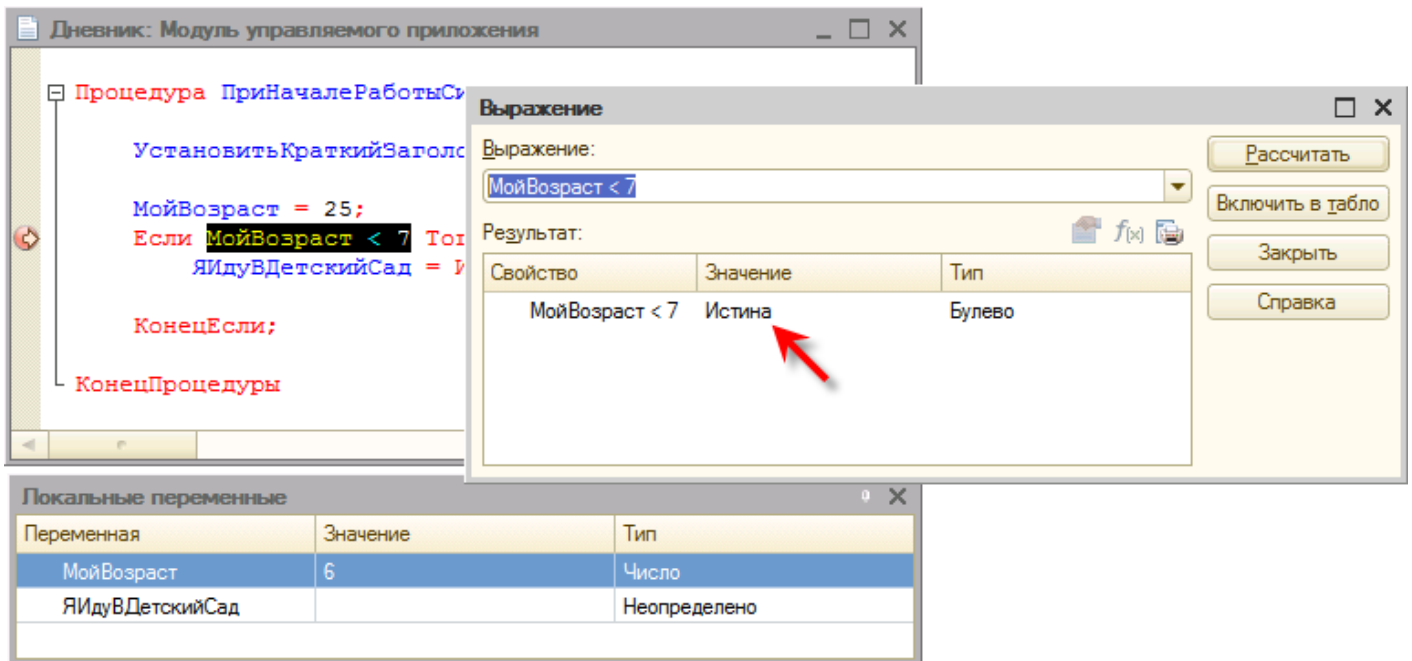 Дневник: Модуль управляемого приложения
Процедура ПриНачалеРаботыСи
УстановитьКраткийЗаголо
МойВозраст = 25;
Если МойВозраст < 7 Тог
ЯИдуВДетскийСад = И
КонецЕсли;
КонецПроцедуры
Выражение
Выражение:
МойВозраст < 7
Результат:
Свойство Значение Тип
МойВозраст < 7 Истина Булево
Рассчитать
Включить в табло
Закрыть
Справка
Локальные переменные
Переменная Значение Тип
МойВозраст 6 Число
ЯИдуВДетскийСад Неопределено